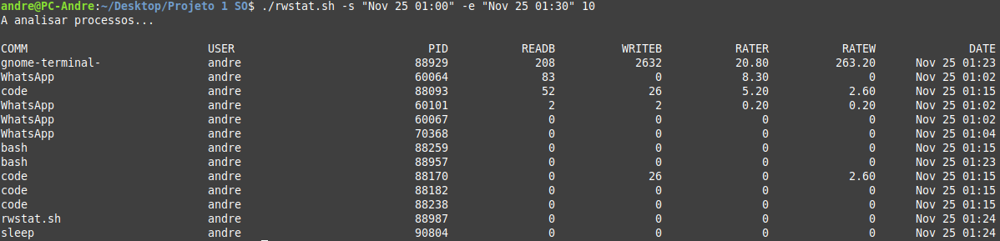 andre@PC-Andre:~/Desktop/Projeto 1 SO$ ./rwstat.sh -s "Nov 25 01:00" -e "Nov 25 01:30" 10
A analisar processos...
COMM USER PID READB WRITEB RATER RATEW DATE
gnome-terminal- andre 88929 208 2632 20.80 263.20 Nov 25 01:23
WhatsApp andre 60064 83 0 8.30 0 Nov 25 01:02
code andre 88093 52 26 5.20 2.60 Nov 25 01:15
WhatsApp andre 60101 2 2 0.20 0.20 Nov 25 01:02
WhatsApp andre 60067 0 0 0 0 Nov 25 01:02
WhatsApp andre 70368 0 0 0 0 Nov 25 01:04
bash andre 88259 0 0 0 0 Nov 25 01:15
bash andre 88957 0 0 0 0 Nov 25 01:23
code andre 88170 0 26 0 2.60 Nov 25 01:15
code andre 88182 0 0 0 0 Nov 25 01:15
code andre 88238 0 0 0 0 Nov 25 01:15
rwstat.sh andre 88987 0 0 0 0 Nov 25 01:24
sleep andre 90804 0 0 0 0 Nov 25 01:24